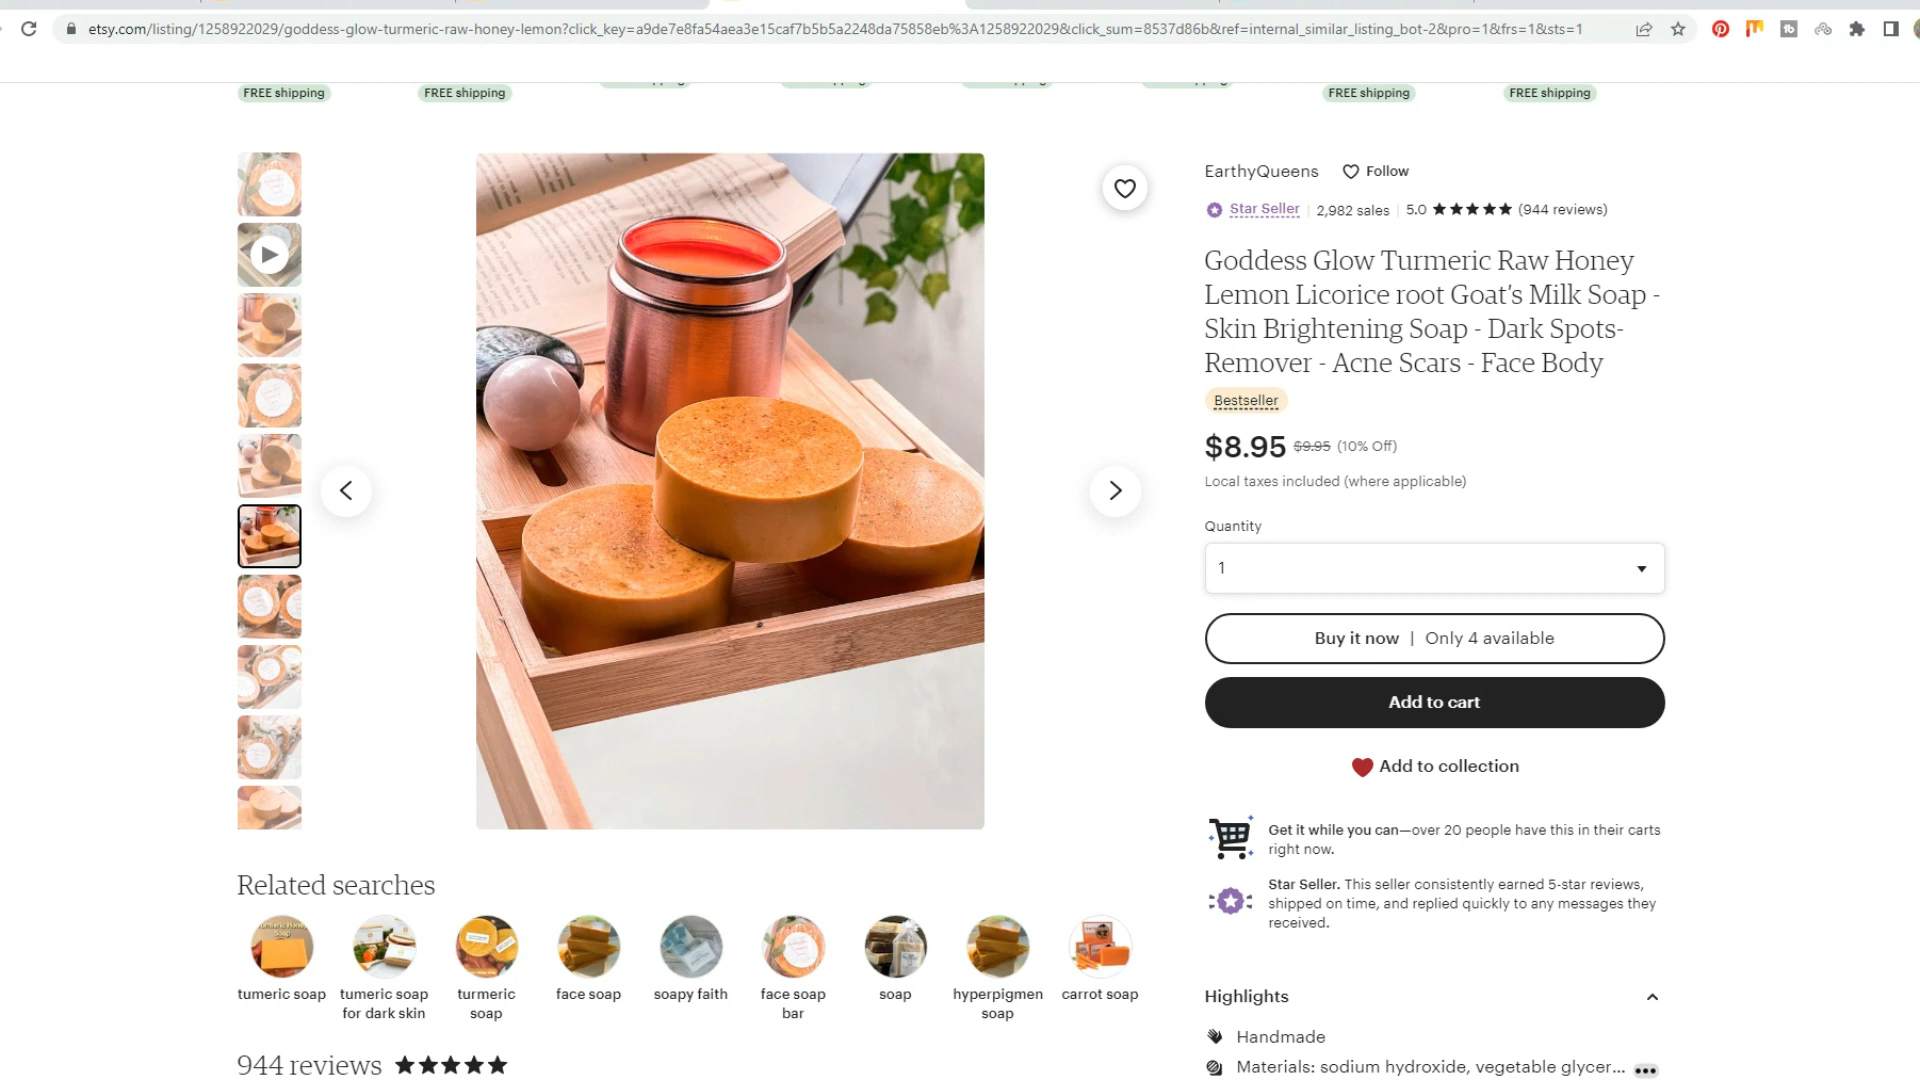 etsy.com/listing/1258922029/goddess-glow-turmeric-raw-honey-lemon?click_key=a9de7e8fa54aea3e15caf7b5b5a2248da75858eb%3A1258922029&click_sum=8537d86b&ref=internal_similar_listing_bot-2&pro=1&frs=1&sts=1
FREE shipping
FREE shipping
FREE shipping
FREE shipping
EarthyQueens
Follow
Star Seller | 2,982 sales | 5.0 (944 reviews)
Goddess Glow Turmeric Raw Honey
Lemon Licorice root Goat's Milk Soap -
Skin Brightening Soap - Dark Spots-
Remover - Acne Scars - Face Body
Bestseller
$8.95 $9.95 (10% Off)
Local taxes included (where applicable)
Quantity
1
Buy it now | Only 4 available
Add to cart
Add to collection
Get it while you can—over 20 people have this in their carts
right now.
Star Seller. This seller consistently earned 5-star reviews,
shipped on time, and replied quickly to any messages they
received.
Highlights
Handmade
Materials: sodium hydroxide, vegetable glycer...
Related searches
tumeric soap
tumeric soap
for dark skin
turmeric
soap
face soap
soapy faith
face soap
bar
soap
hyperpigmen
soap
carrot soap
944 reviews